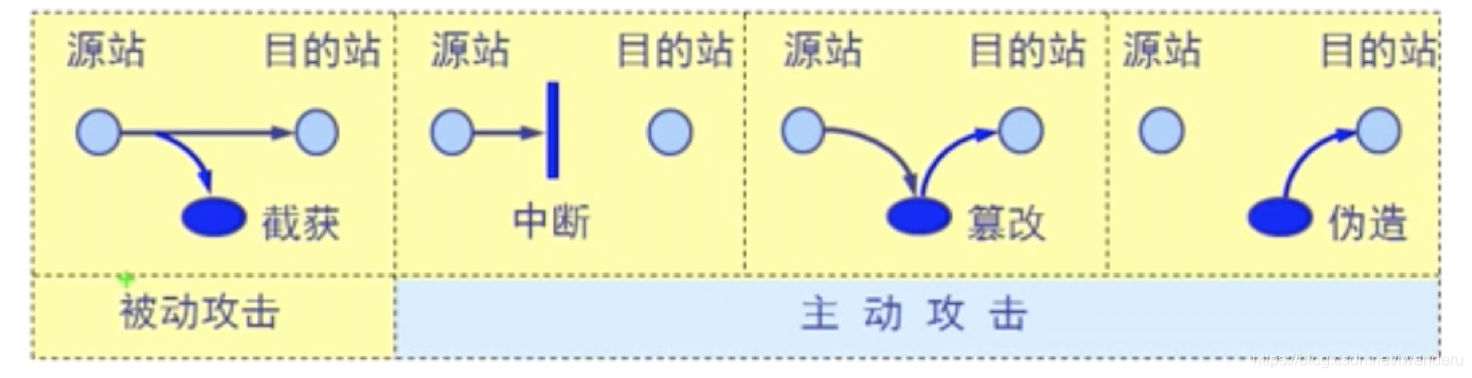 源站 目的站 源站 目的站 源站 目的站 源站 目的站
截获 中断 篡改 伪造
被动攻击 主动攻击
https://blog.csdn.net/lwanderu